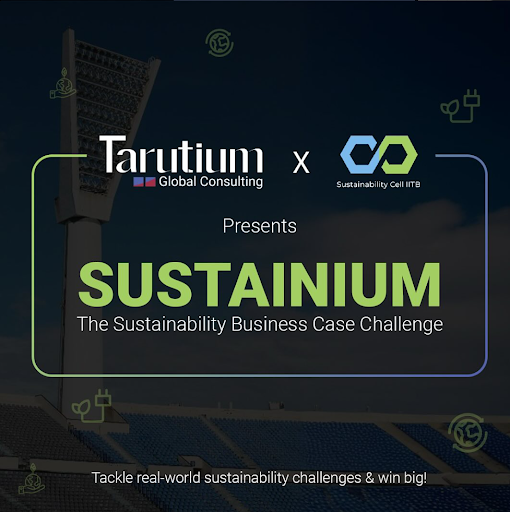 Tarutium
Global Consulting
X
Sustainability Cell IITB
Presents
SUSTAINIUM
The Sustainability Business Case Challenge
Tackle real-world sustainability challenges & win big!